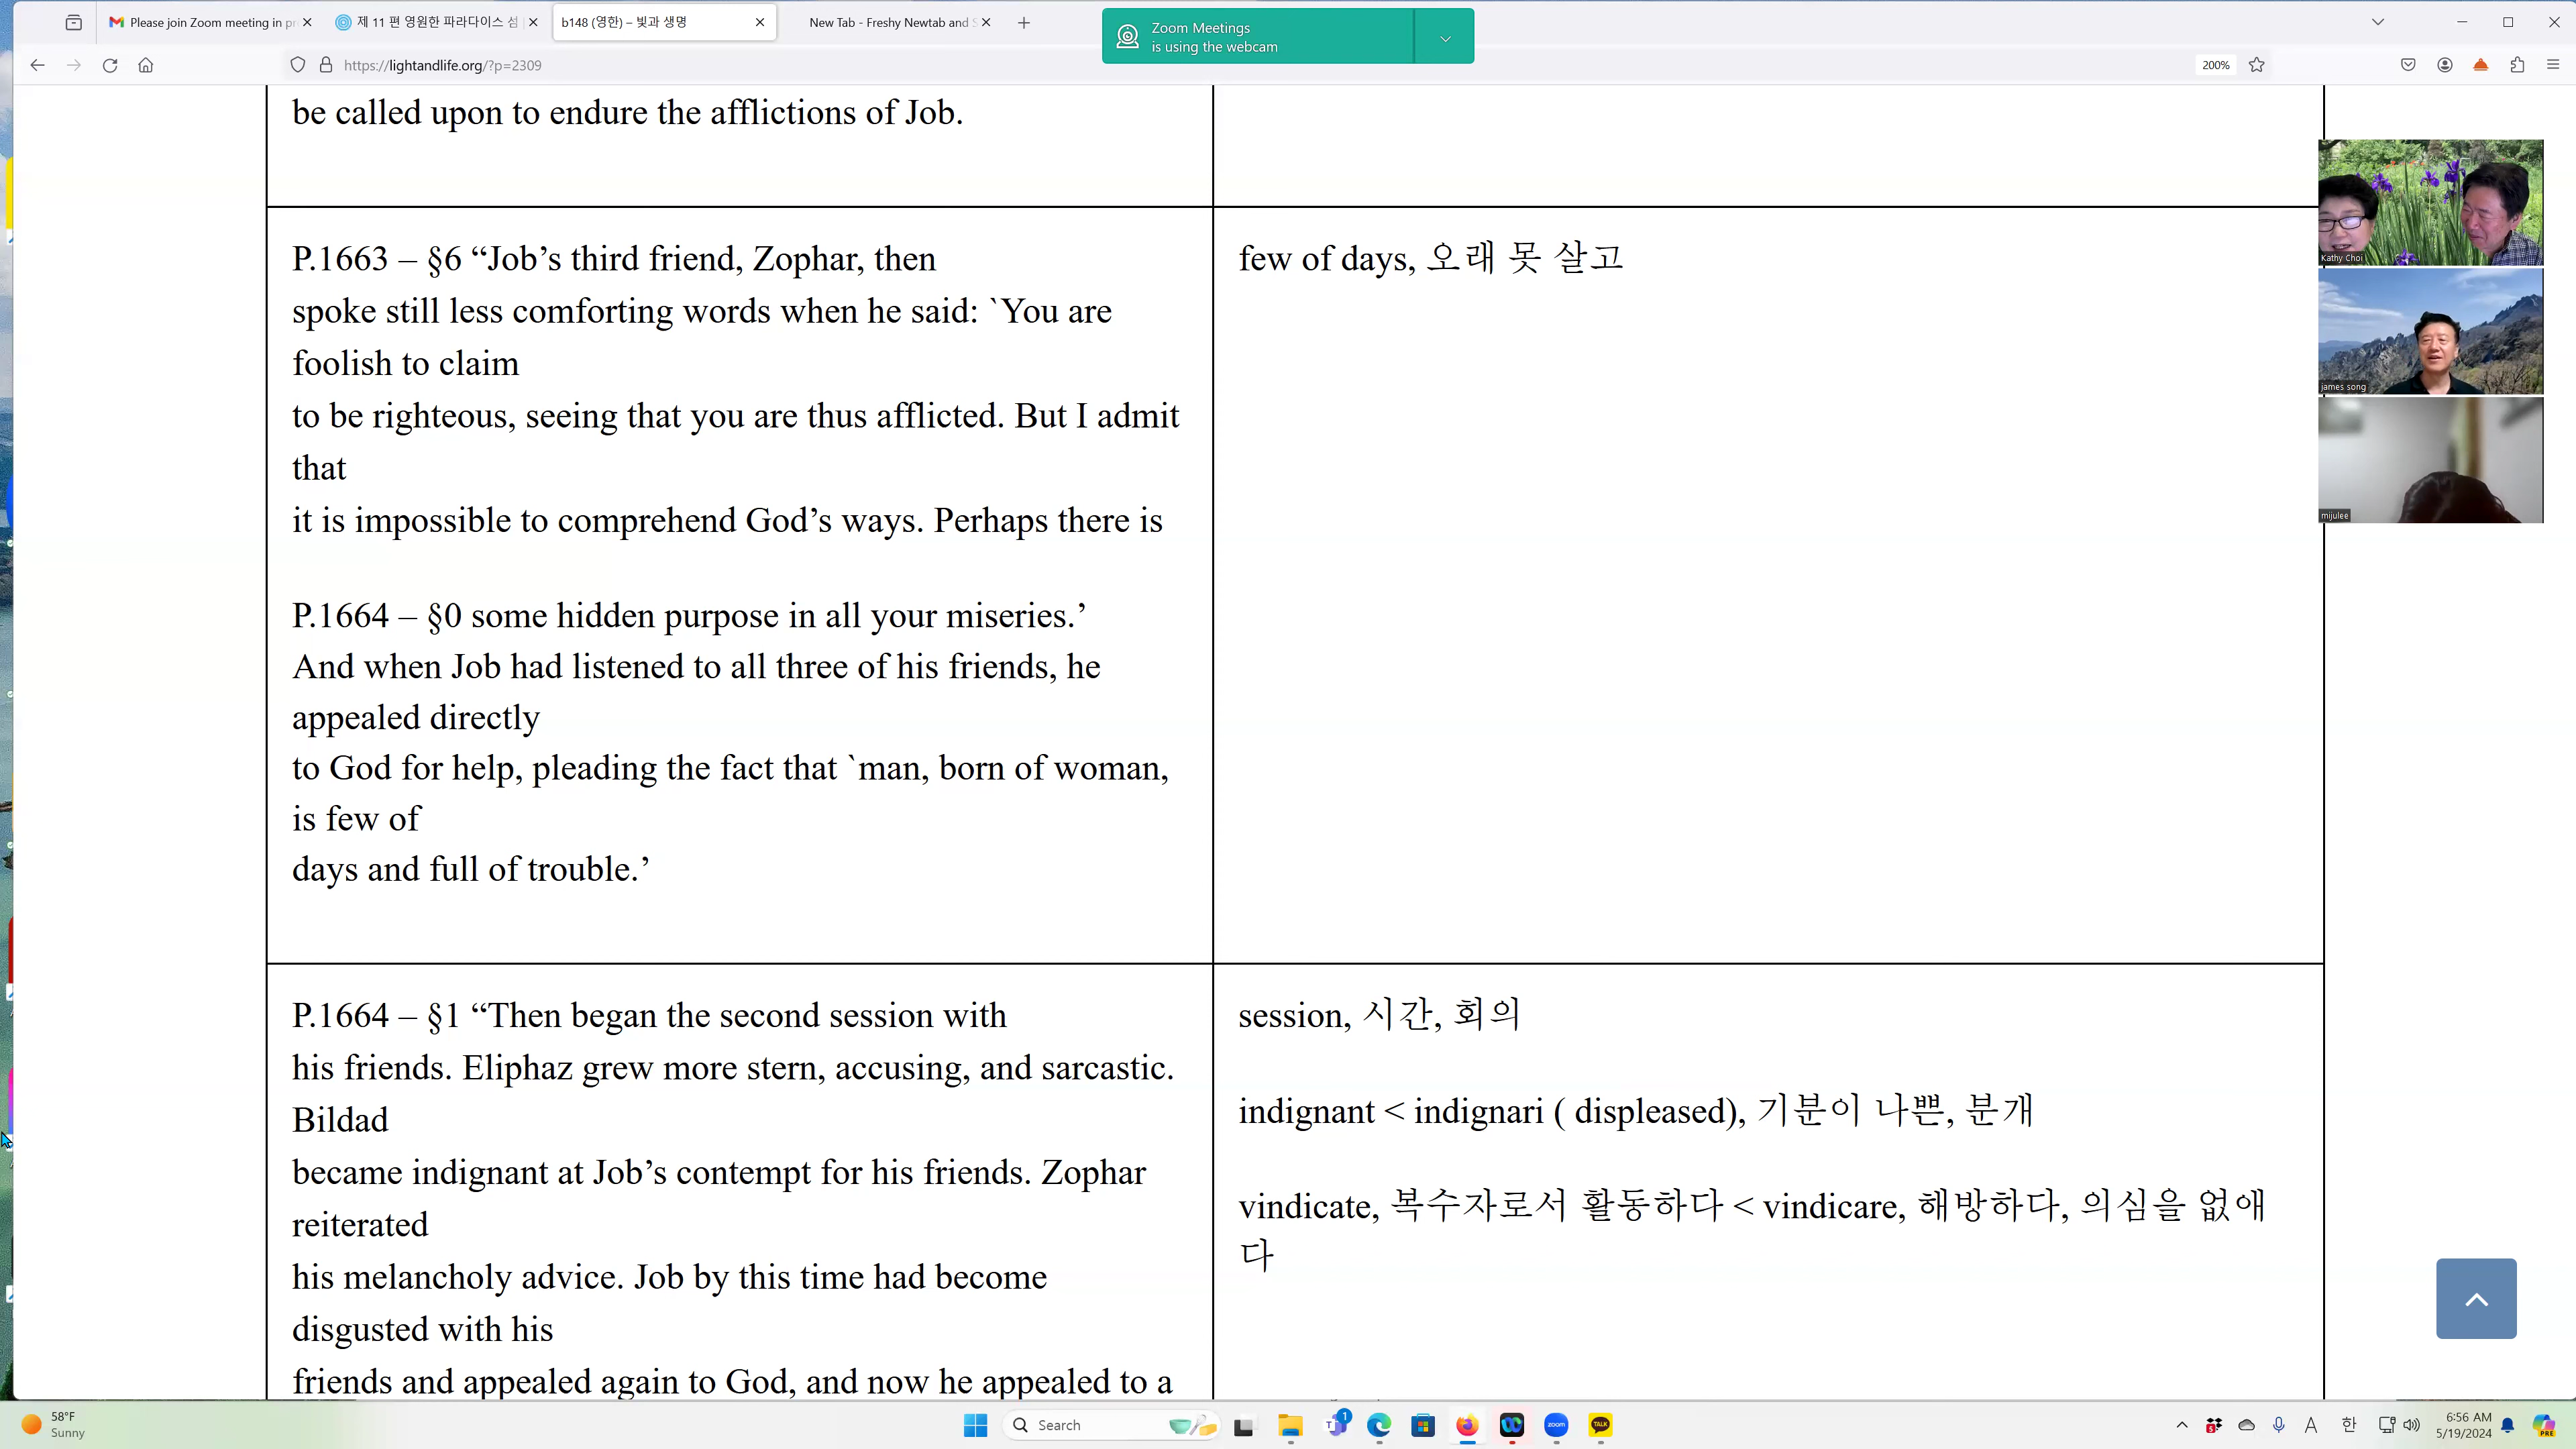 Please join Zoom meeting in pr
제 11 편 영원한 파라다이스 섬
b148 (영한) – 빛과 생명
New Tab - Freshy Newtab and S
Zoom Meetings
is using the webcam
https://lightandlife.org/?p=2309
200%
be called upon to endure the afflictions of Job.
P.1663 – §6 “Job’s third friend, Zophar, then
spoke still less comforting words when he said: `You are
foolish to claim
to be righteous, seeing that you are thus afflicted. But I admit
that
it is impossible to comprehend God’s ways. Perhaps there is
P.1664 – §0 some hidden purpose in all your miseries.’
And when Job had listened to all three of his friends, he
appealed directly
to God for help, pleading the fact that `man, born of woman,
is few of
days and full of trouble.’
few of days, 오래 못 살고
P.1664 – §1 “Then began the second session with
his friends. Eliphaz grew more stern, accusing, and sarcastic.
Bildad
became indignant at Job’s contempt for his friends. Zophar
reiterated
his melancholy advice. Job by this time had become
disgusted with his
friends and appealed again to God, and now he appealed to a
session, 시간, 회의
indignant < indignari ( displeased), 기분이 나쁜, 분개
vindicate, 복수자로서 활동하다 < vindicare, 해방하다, 의심을 없애
다
Kathy Choi
james song
mijulee
58°F
Sunny
Search
1
zoom
TALK
A
한
6:56 AM
5/19/2024
PRE